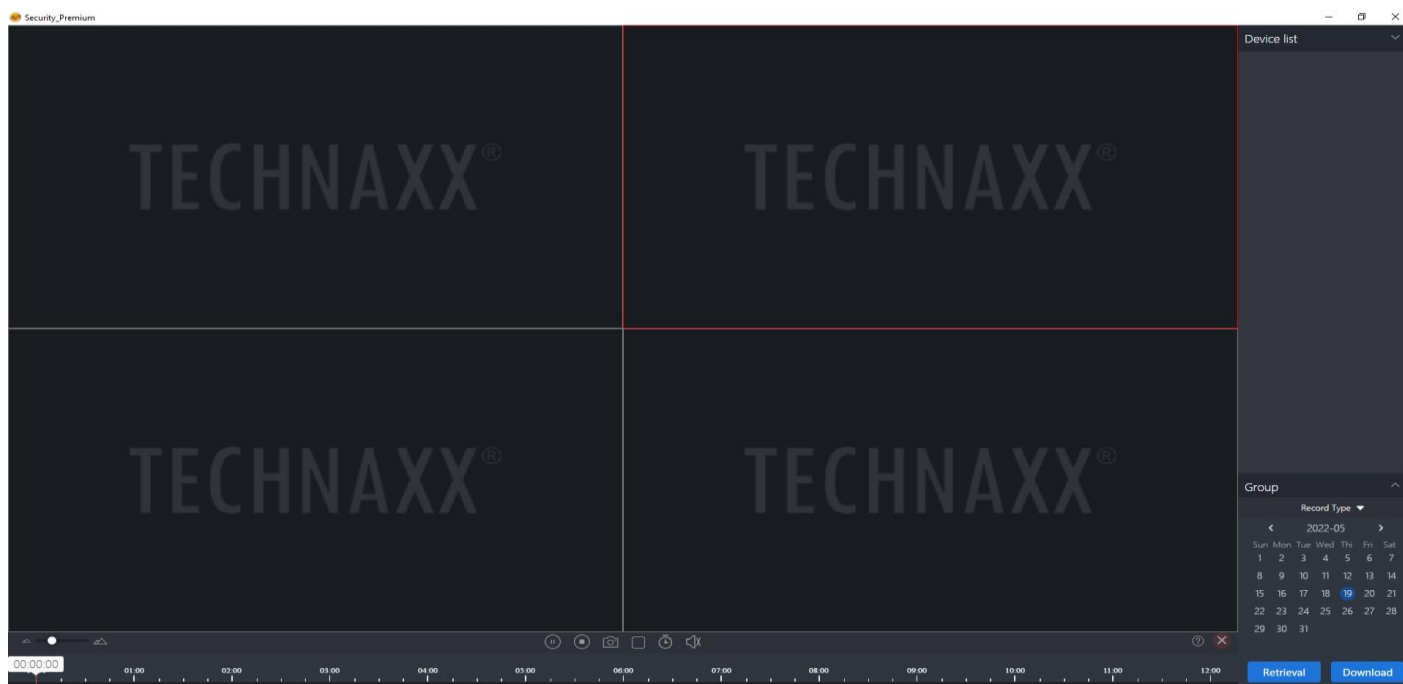 Security_Premium
Device list
TECHNAXX®
TECHNAXX®
TECHNAXX®
TECHNAXX®
Group
Record Type
2022-05
Sun Mon Tue Wed Thi Fri Sat
1 2 3 4 5 6 7
8 9 10 11 12 13 14
15 16 17 18 19 20 21
22 23 24 25 26 27 28
29 30 31
00:00:00 01:00 02:00 03:00 04:00 05:00 06:00 07:00 08:00 09:00 10:00 11:00 12:00
Retrieval Download